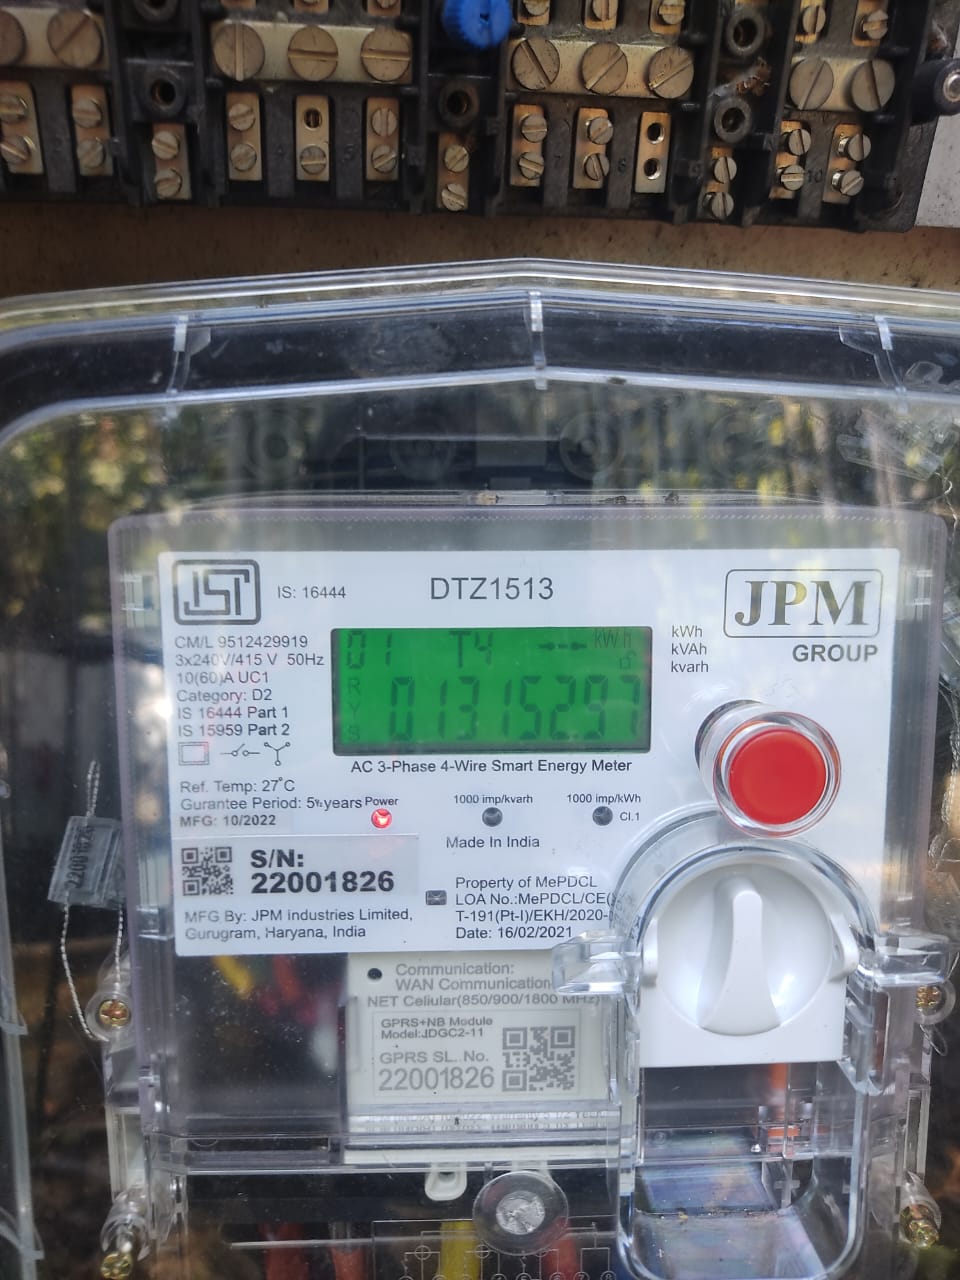 IS: 16444
DTZ1513
JPM
GROUP
CM/L 9512429919
3x240V/415 V 50Hz
10(60)A UC1
Category: D2
IS 16444 Part 1
IS 15959 Part 2
01 T4 kWh
R
Y
B
0131529
kWh
kVAh
kvarh
AC 3-Phase 4-Wire Smart Energy Meter
Ref. Temp: 27°C
Gurantee Period: 5½years
MFG: 10/2022
Power
1000 imp/kvarh
1000 imp/kWh
Cl.1
Made In India
S/N:
22001826
MFG By: JPM Industries Limited,
Gurugram, Haryana, India
Property of MePDCL
LOA No.:MePDCL/CE(
T-191(Pt-I)/EKH/2020-
Date: 16/02/2021
22001826
Communication:
WAN Communication
NET Celiular(850/900/1800 MHz)
GPRS+NB Module
Model:JDGC2-11
GPRS SL. No.
22001826